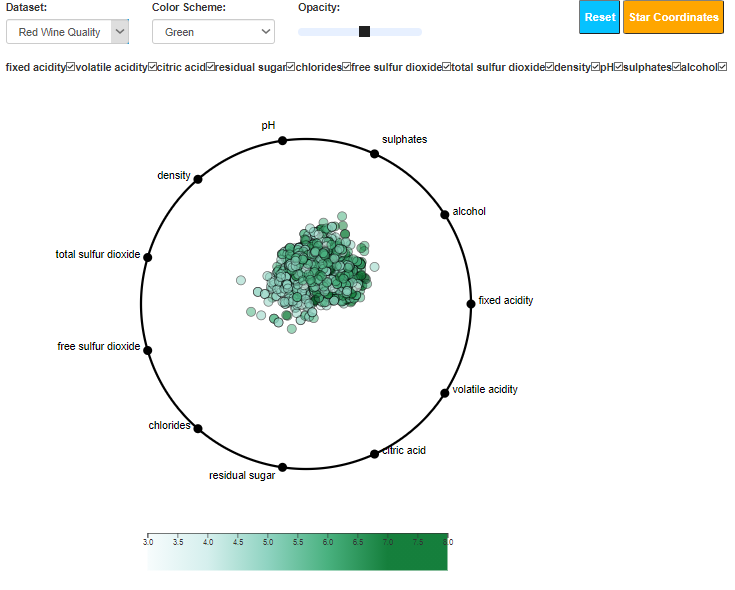 Dataset: Color Scheme: Opacity:
Red Wine Quality Green Reset Star Coordinates
fixed acidity volatile acidity citric acid residual sugar chlorides free sulfur dioxide total sulfur dioxide density pH sulphates alcohol
pH
sulphates
density
alcohol
total sulfur dioxide
fixed acidity
free sulfur dioxide
volatile acidity
chlorides
citric acid
residual sugar
3.0 3.5 4.0 4.5 5.0 5.5 6.0 6.5 7.0 7.5 8.0